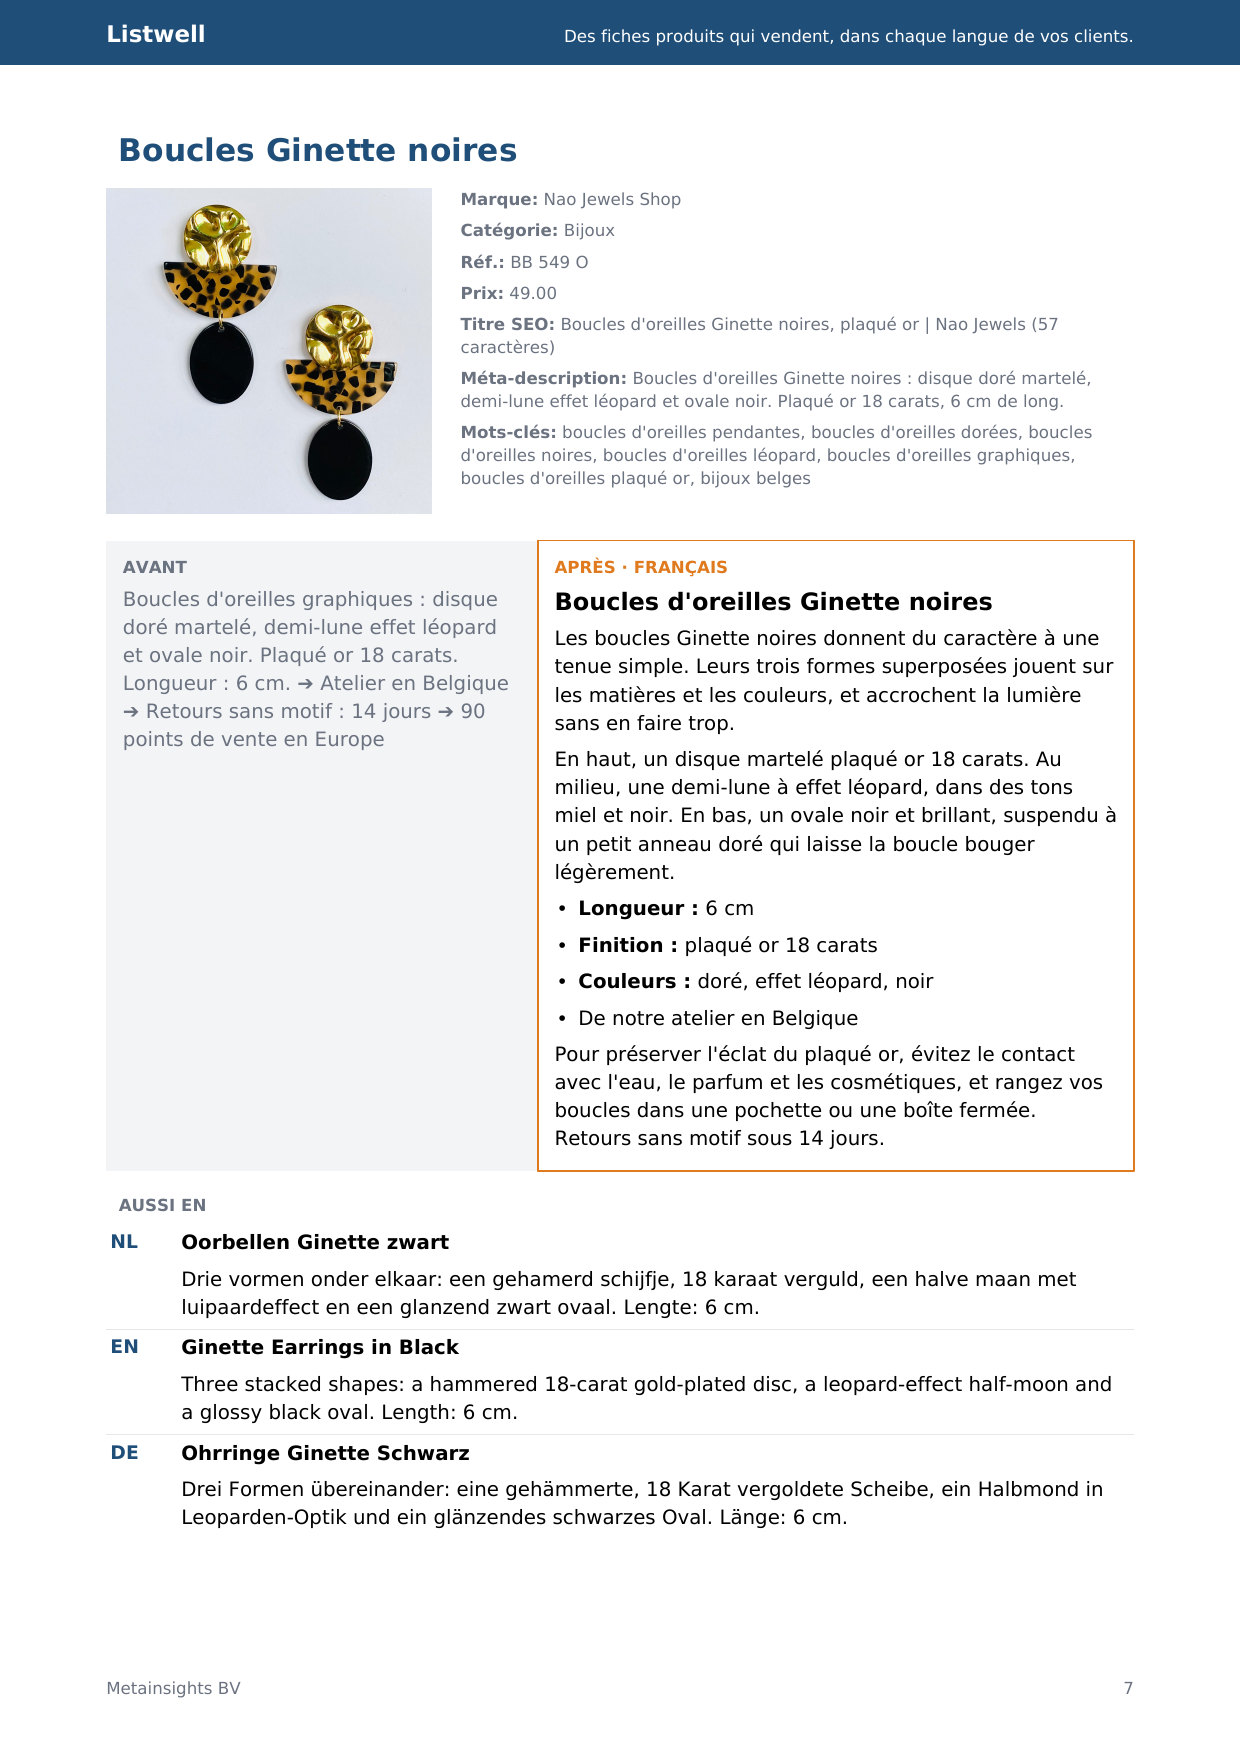 Listwell
Des fiches produits qui vendent, dans chaque langue de vos clients.
Boucles Ginette noires
Marque: Nao Jewels Shop
Catégorie: Bijoux
Réf.: BB 549 O
Prix: 49.00
Titre SEO: Boucles d'oreilles Ginette noires, plaqué or | Nao Jewels (57
caractères)
Méta-description: Boucles d'oreilles Ginette noires : disque doré martelé,
demi-lune effet léopard et ovale noir. Plaqué or 18 carats, 6 cm de long.
Mots-clés: boucles d'oreilles pendantes, boucles d'oreilles dorées, boucles
d'oreilles noires, boucles d'oreilles léopard, boucles d'oreilles graphiques,
boucles d'oreilles plaqué or, bijoux belges
AVANT
Boucles d'oreilles graphiques : disque
doré martelé, demi-lune effet léopard
et ovale noir. Plaqué or 18 carats.
Longueur : 6 cm. ➔ Atelier en Belgique
➔ Retours sans motif : 14 jours ➔ 90
points de vente en Europe
APRÈS · FRANÇAIS
Boucles d'oreilles Ginette noires
Les boucles Ginette noires donnent du caractère à une
tenue simple. Leurs trois formes superposées jouent sur
les matières et les couleurs, et accrochent la lumière
sans en faire trop.
En haut, un disque martelé plaqué or 18 carats. Au
milieu, une demi-lune à effet léopard, dans des tons
miel et noir. En bas, un ovale noir et brillant, suspendu à
un petit anneau doré qui laisse la boucle bouger
légèrement.
• Longueur : 6 cm
• Finition : plaqué or 18 carats
• Couleurs : doré, effet léopard, noir
• De notre atelier en Belgique
Pour préserver l'éclat du plaqué or, évitez le contact
avec l'eau, le parfum et les cosmétiques, et rangez vos
boucles dans une pochette ou une boîte fermée.
Retours sans motif sous 14 jours.
AUSSI EN
NL Oorbellen Ginette zwart
Drie vormen onder elkaar: een gehamerd schijfje, 18 karaat verguld, een halve maan met
luipaardeffect en een glanzend zwart ovaal. Lengte: 6 cm.
EN Ginette Earrings in Black
Three stacked shapes: a hammered 18-carat gold-plated disc, a leopard-effect half-moon and
a glossy black oval. Length: 6 cm.
DE Ohrringe Ginette Schwarz
Drei Formen übereinander: eine gehämmerte, 18 Karat vergoldete Scheibe, ein Halbmond in
Leoparden-Optik und ein glänzendes schwarzes Oval. Länge: 6 cm.
Metainsights BV
7